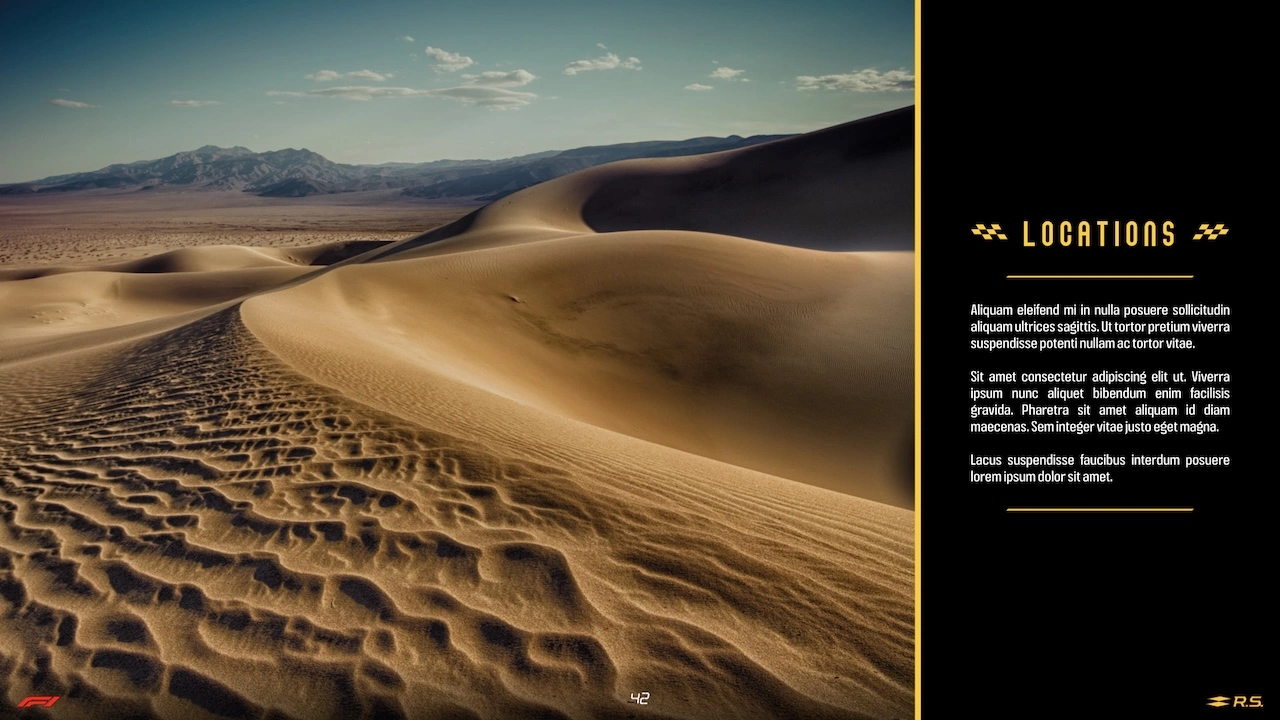 LOCATIONS
Aliquam eleifend mi in nulla posuere sollicitudin
aliquam ultrices sagittis. Ut tortor pretium viverra
suspendisse potenti nullam ac tortor vitae.
Sit amet consectetur adipiscing elit ut. Viverra
ipsum nunc aliquet bibendum enim facilisis
gravida. Pharetra sit amet aliquam id diam
maecenas. Sem integer vitae justo eget magna.
Lacus suspendisse faucibus interdum posuere
lorem ipsum dolor sit amet.
F1
42
R.S.